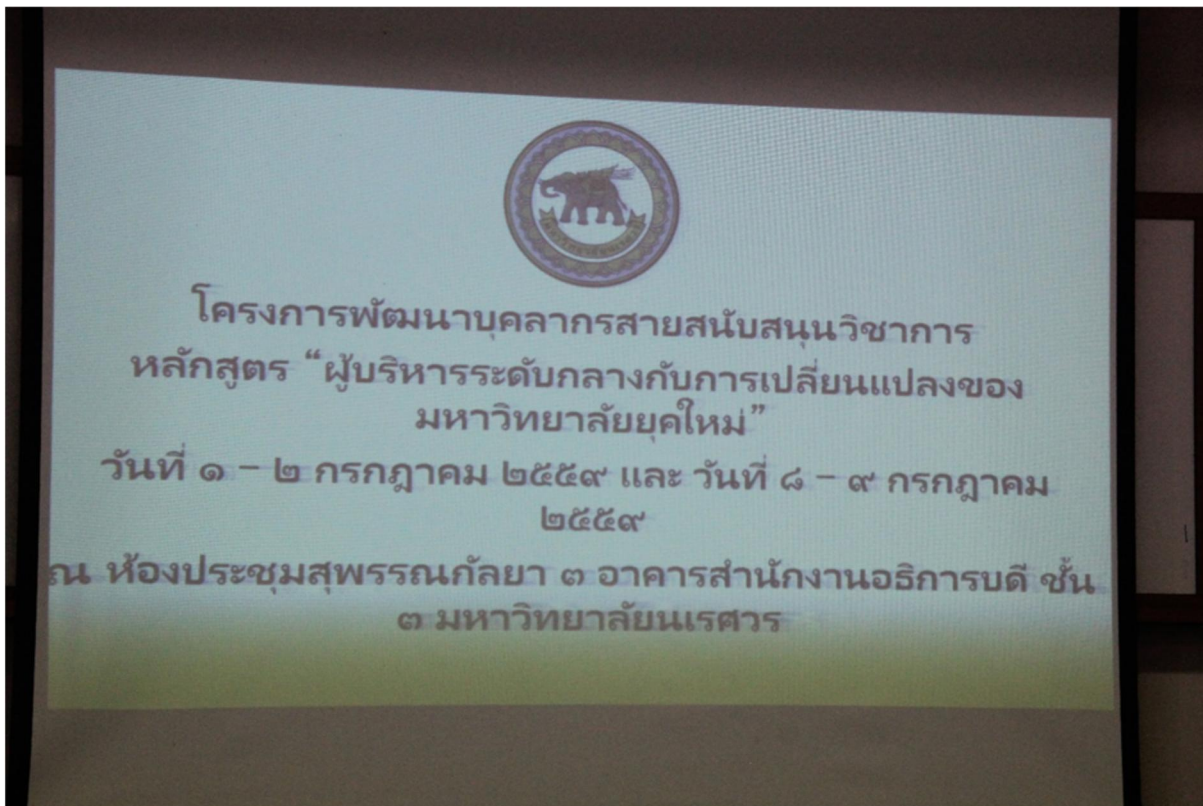 โครงการพัฒนาบุคลากรสายสนับสนุนวิชาการ
หลักสูตร “ผู้บริหารระดับกลางกับการเปลี่ยนแปลงของ
มหาวิทยาลัยยุคใหม่”
วันที่ ๑ – ๒ กรกฎาคม ๒๕๕๙ และ วันที่ ๘ – ๙ กรกฎาคม
๒๕๕๙
ณ ห้องประชุมสุพรรณกัลยา ๓ อาคารสำนักงานอธิการบดี ชั้น
๓ มหาวิทยาลัยนเรศวร